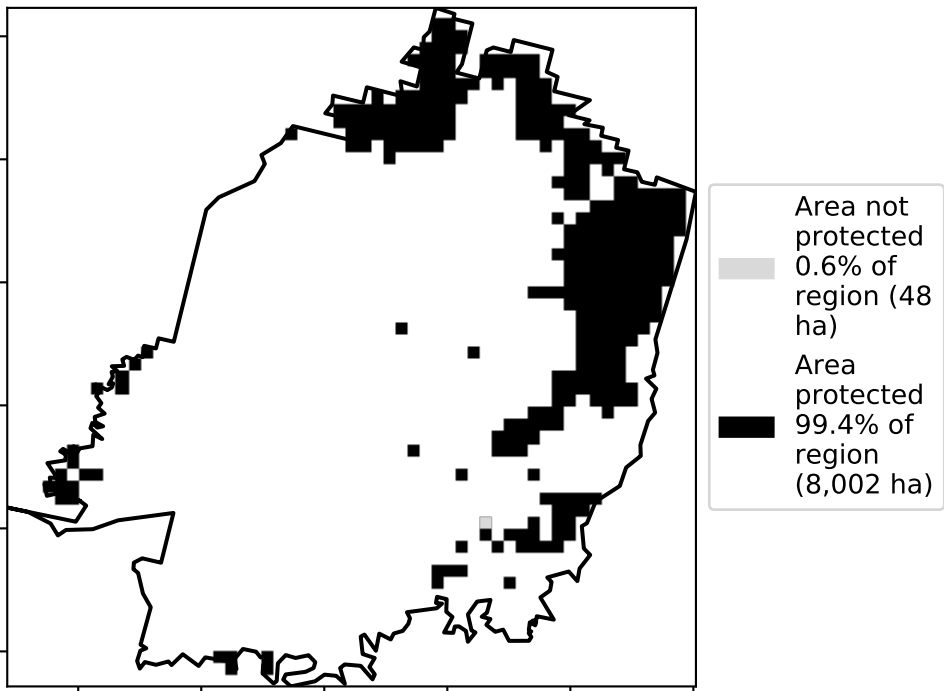 Area not
protected
0.6% of
region (48
ha)
Area
protected
99.4% of
region
(8,002 ha)